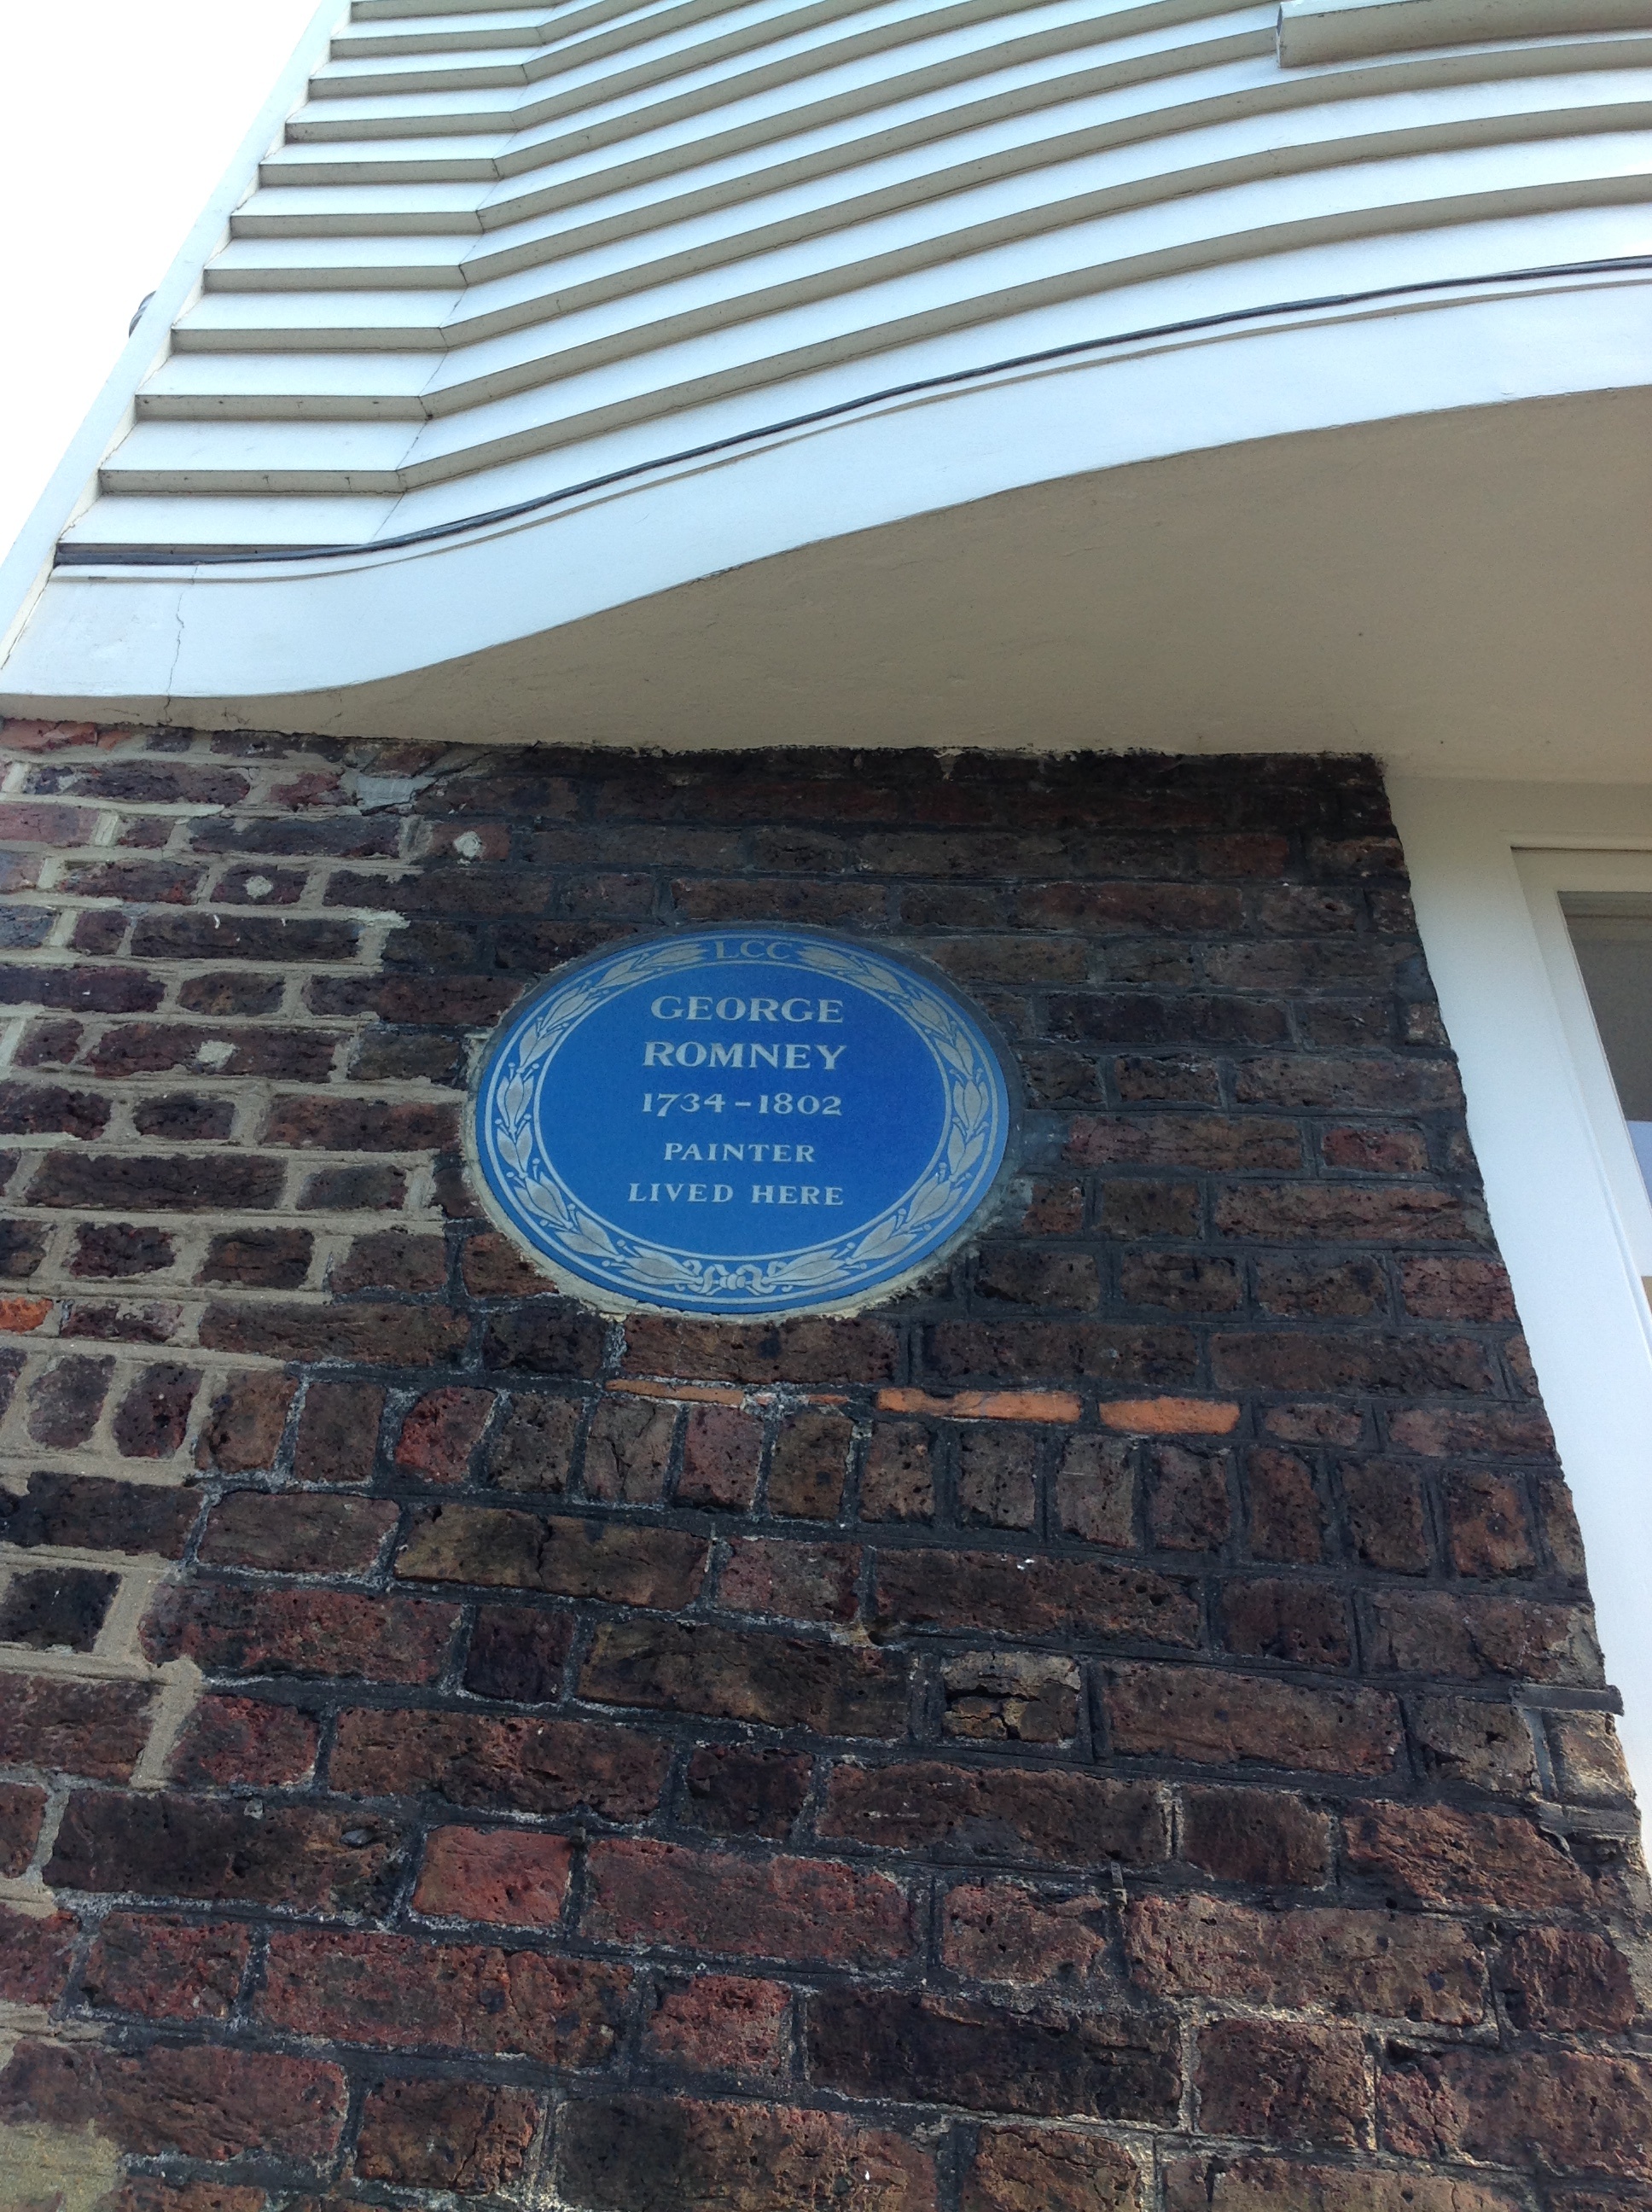 LCC
GEORGE
ROMNEY
1734-1802
PAINTER
LIVED HERE